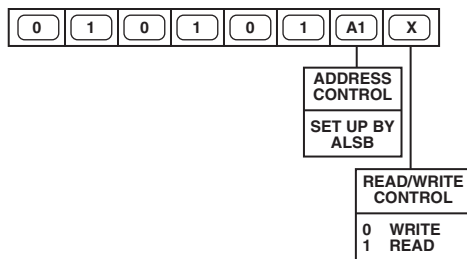 0 1 0 1 0 1 A1 X
ADDRESS
CONTROL
SET UP BY
ALSB
READ/WRITE
CONTROL
0 WRITE
1 READ